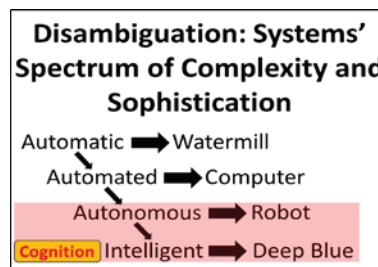 Disambiguation: Systems'
Spectrum of Complexity and
Sophistication
Automatic Watermill
Automated Computer
Autonomous Robot
Cognition Intelligent Deep Blue